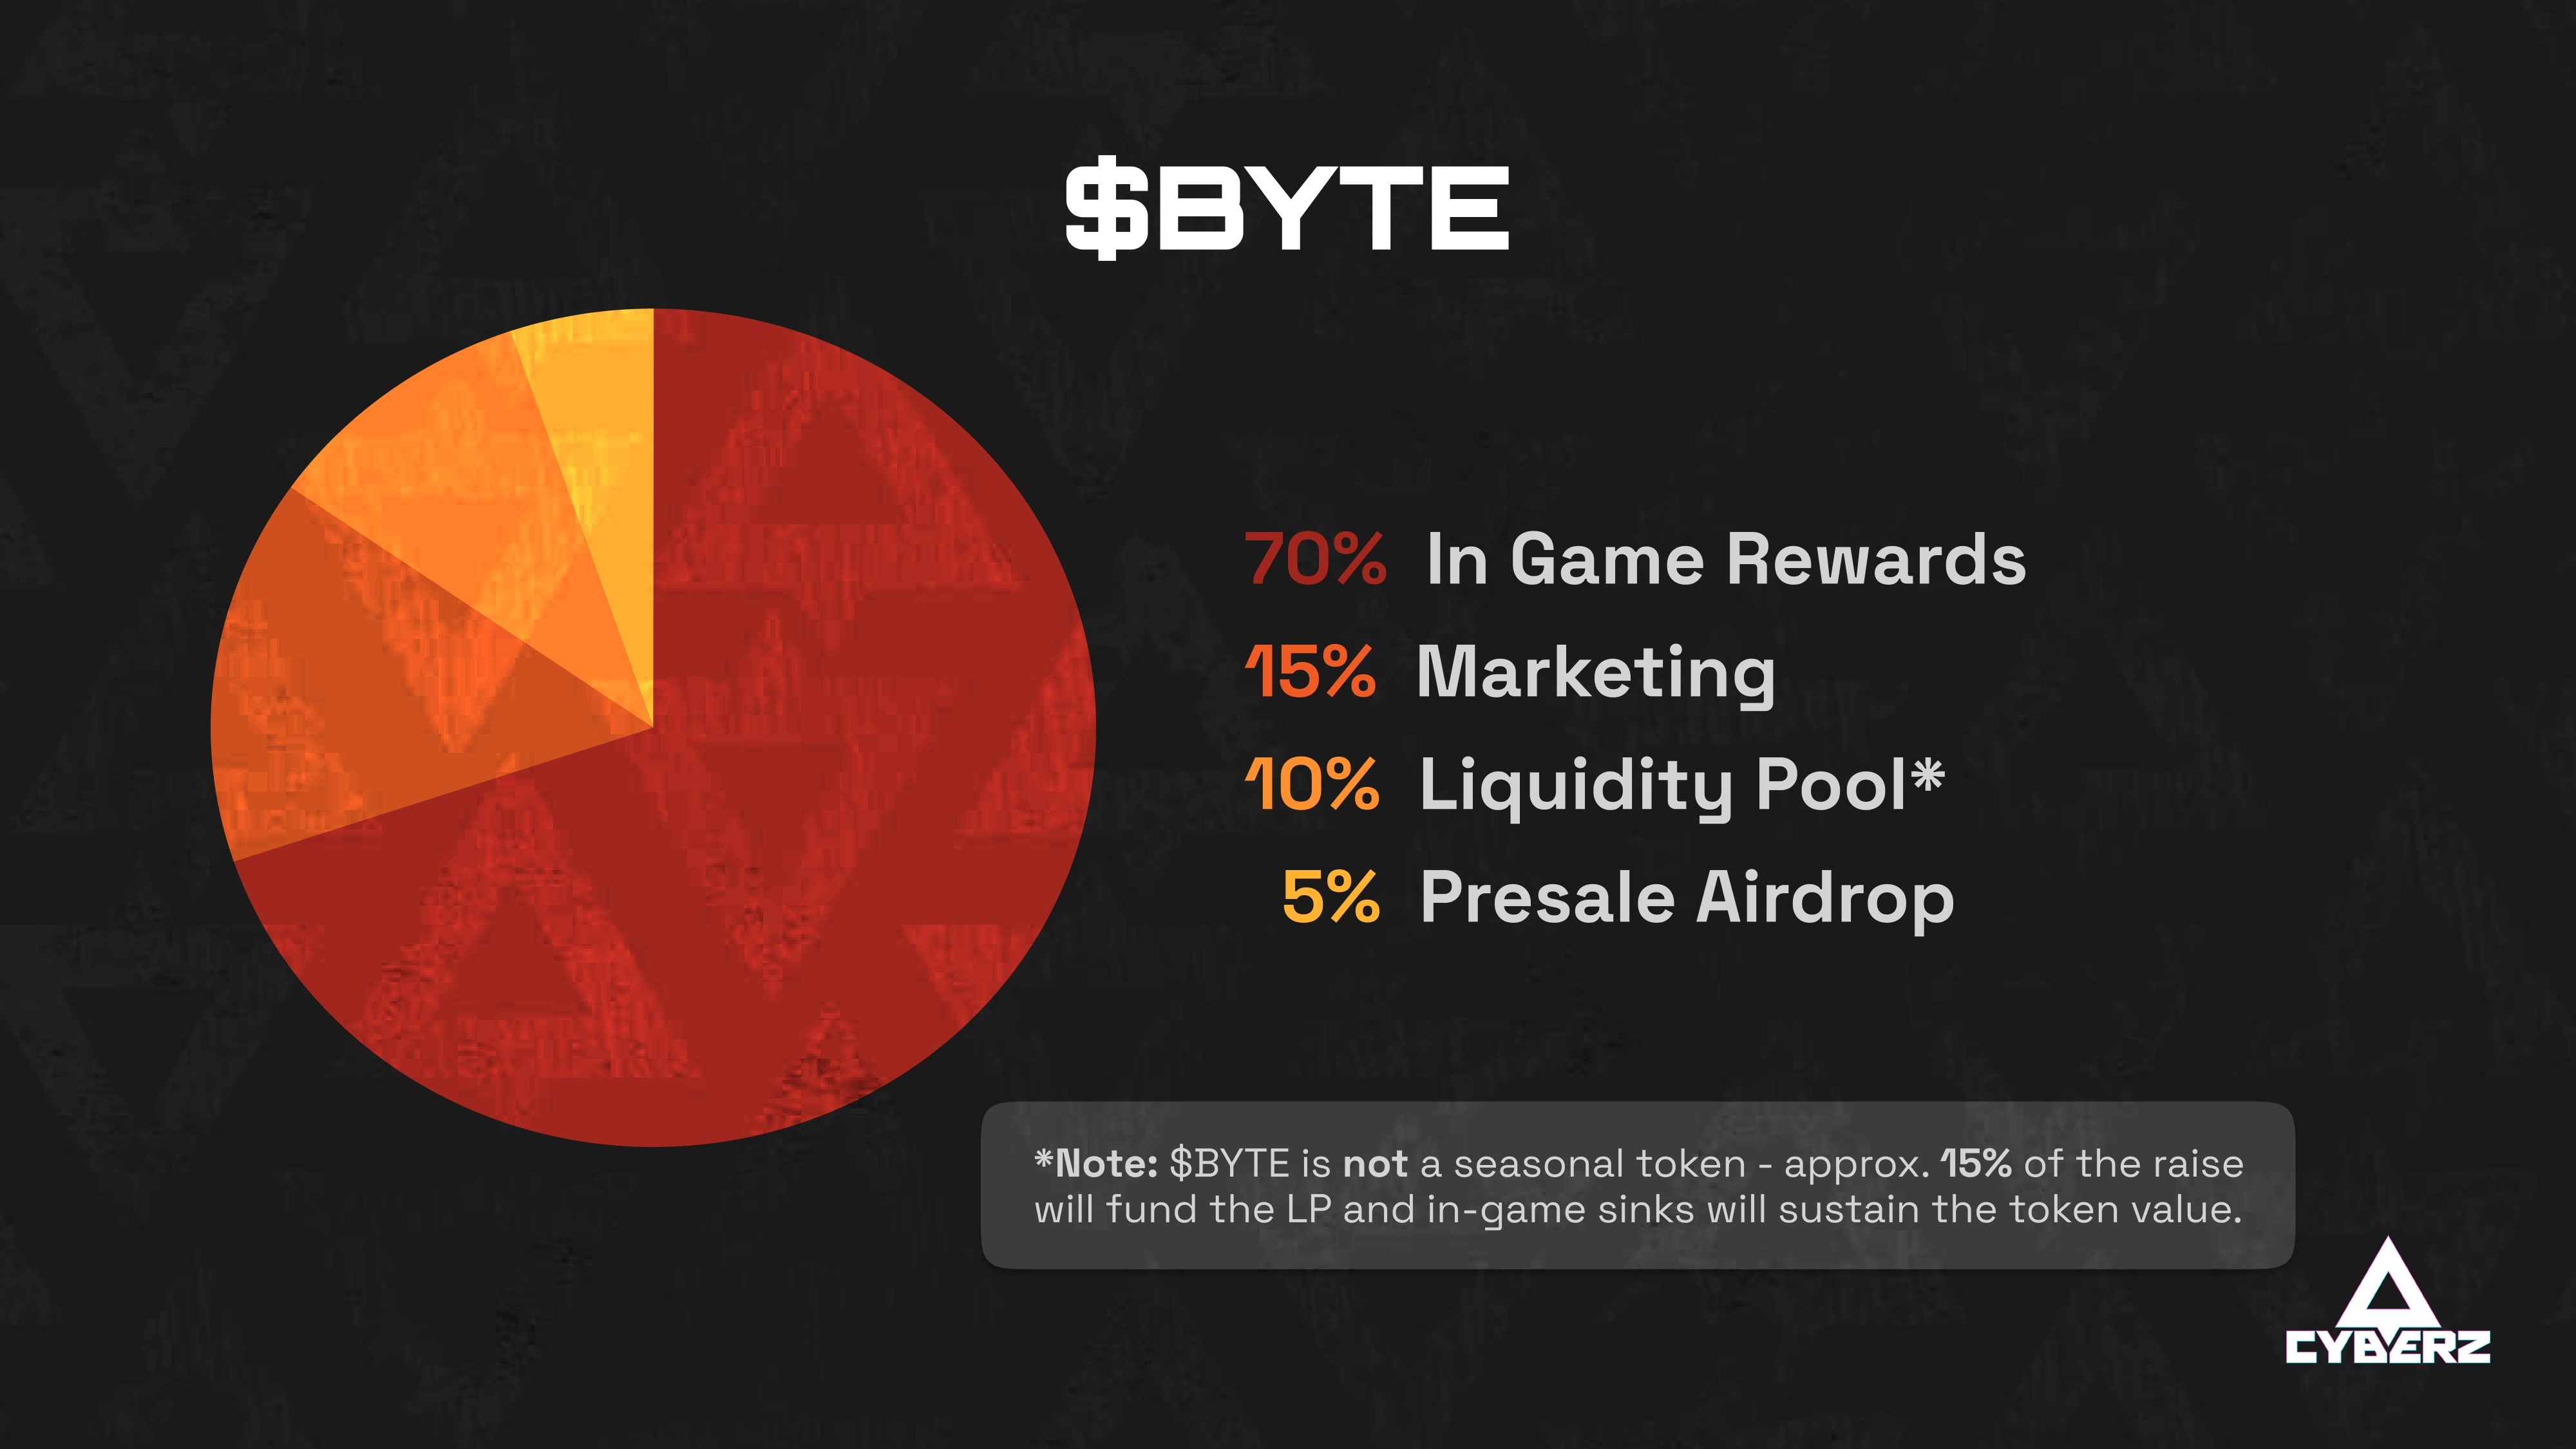 $BYTE
70% In Game Rewards
15% Marketing
10% Liquidity Pool*
5% Presale Airdrop
*Note: $BYTE is not a seasonal token - approx. 15% of the raise
will fund the LP and in-game sinks will sustain the token value.
CYBERZ